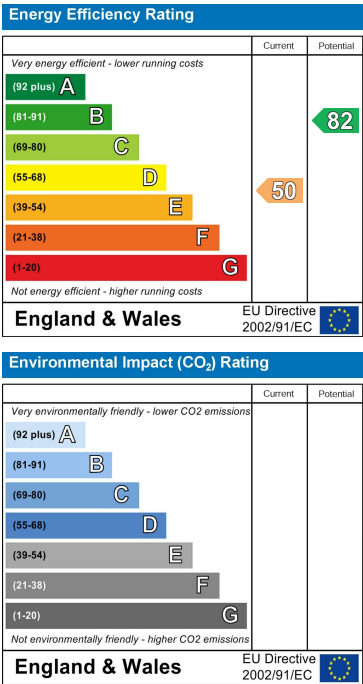 Energy Efficiency Rating
Current Potential
Very energy efficient - lower running costs
(92 plus) A
(81-91) B
82
(69-80) C
(55-68) D
50
(39-54) E
(21-38) F
(1-20) G
Not energy efficient - higher running costs
England & Wales
EU Directive
2002/91/EC
Environmental Impact (CO₂) Rating
Current Potential
Very environmentally friendly - lower CO2 emissions
(92 plus) A
(81-91) B
(69-80) C
(55-68) D
(39-54) E
(21-38) F
(1-20) G
Not environmentally friendly - higher CO2 emissions
England & Wales
EU Directive
2002/91/EC